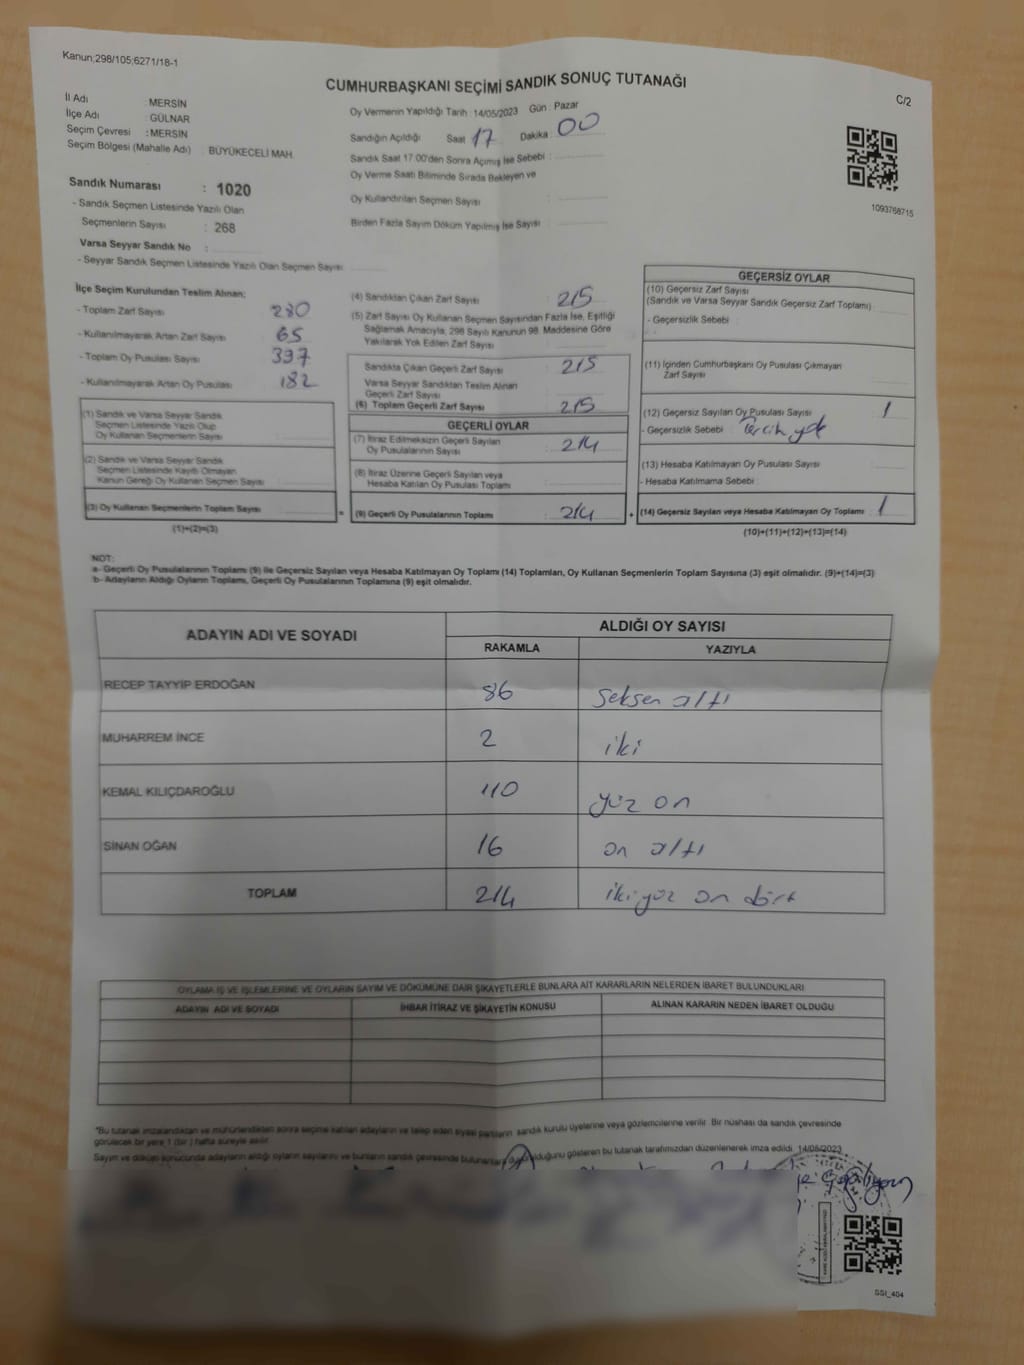 Kanun;298/105;6271/18-1
CUMHURBAŞKANI SEÇİMİ SANDIK SONUÇ TUTANAĞI
C/2
İl Adı : MERSİN
İlçe Adı : GÜLNAR
Seçim Çevresi : MERSİN
Seçim Bölgesi (Mahalle Adı) : BÜYÜKECELİ MAH.
Oy Vermenin Yapıldığı Tarih : 14/05/2023 Gün : Pazar
Sandığın Açıldığı Saat 17 Dakika : 00
Sandık Saat 17:00'den Sonra Açılmış İse Sebebi :
Oy Verme Saati Bitiminde Sırada Bekleyen ve
Oy Kullandırılan Seçmen Sayısı :
Birden Fazla Sayım Döküm Yapılmış İse Sayısı :
1093768715
Sandık Numarası : 1020
- Sandık Seçmen Listesinde Yazılı Olan
Seçmenlerin Sayısı : 268
Varsa Seyyar Sandık No :
- Seyyar Sandık Seçmen Listesinde Yazılı Olan Seçmen Sayısı:
İlçe Seçim Kurulundan Teslim Alınan;
- Toplam Zarf Sayısı 280
- Kullanılmayarak Artan Zarf Sayısı : 65
- Toplam Oy Pusulası Sayısı 397
- Kullanılmayarak Artan Oy Pusulası : 182
(1) Sandık ve Varsa Seyyar Sandık
Seçmen Listesinde Yazılı Olup
Oy Kullanan Seçmenlerin Sayısı :
(2) Sandık ve Varsa Seyyar Sandık
Seçmen Listesinde Kayıtlı Olmayan
Kanun Gereği Oy Kullanan Seçmen Sayısı :
(3) Oy Kullanan Seçmenlerin Toplam Sayısı :
(1)+(2)=(3)
=
(4) Sandıktan Çıkan Zarf Sayısı : 215
(5) Zarf Sayısı Oy Kullanan Seçmen Sayısından Fazla İse, Eşitliği
Sağlamak Amacıyla, 298 Sayılı Kanunun 98. Maddesine Göre
Yakılarak Yok Edilen Zarf Sayısı :
Sandıkta Çıkan Geçerli Zarf Sayısı : 215
Varsa Seyyar Sandıktan Teslim Alınan
Geçerli Zarf Sayısı :
(6) Toplam Geçerli Zarf Sayısı : 215
GEÇERLİ OYLAR
(7) İtiraz Edilmeksizin Geçerli Sayılan
Oy Pusulalarının Sayısı : 214
(8) İtiraz Üzerine Geçerli Sayılan veya
Hesaba Katılan Oy Pusulası Toplamı :
(9) Geçerli Oy Pusulalarının Toplamı : 214
+
GEÇERSİZ OYLAR
(10) Geçersiz Zarf Sayısı
(Sandık ve Varsa Seyyar Sandık Geçersiz Zarf Toplamı) :
- Geçersizlik Sebebi :
(11) İçinden Cumhurbaşkanı Oy Pusulası Çıkmayan
Zarf Sayısı :
(12) Geçersiz Sayılan Oy Pusulası Sayısı : 1
- Geçersizlik Sebebi : Tercih yok
(13) Hesaba Katılmayan Oy Pusulası Sayısı :
- Hesaba Katılmama Sebebi :
(14) Geçersiz Sayılan veya Hesaba Katılmayan Oy Toplamı : 1
(10)+(11)+(12)+(13)=(14)
NOT:
a- Geçerli Oy Pusulalarının Toplamı (9) ile Geçersiz Sayılan veya Hesaba Katılmayan Oy Toplamı (14) Toplamları, Oy Kullanan Seçmenlerin Toplam Sayısına (3) eşit olmalıdır. (9)+(14)=(3)
b- Adayların Aldığı Oyların Toplamı, Geçerli Oy Pusulalarının Toplamına (9) eşit olmalıdır.
ADAYIN ADI VE SOYADI
ALDIĞI OY SAYISI
RAKAMLA YAZIYLA
RECEP TAYYİP ERDOĞAN 86 seksen altı
MUHARREM İNCE 2 iki
KEMAL KILIÇDAROĞLU 110 yüz on
SİNAN OĞAN 16 on altı
TOPLAM 214 ikiyüz on dört
OYLAMA İŞ VE İŞLEMLERİNE VE OYLARIN SAYIM VE DÖKÜMÜNE DAİR ŞİKAYETLERLE BUNLARA AİT KARARLARIN NELERDEN İBARET BULUNDUKLARI
ADAYIN ADI VE SOYADI İHBAR İTİRAZ VE ŞİKAYETİN KONUSU ALINAN KARARIN NEDEN İBARET OLDUĞU
*Bu tutanak imzalandıktan ve mühürlendikten sonra seçime katılan adayların ve talep eden siyasi partilerin sandık kurulu üyelerine veya gözlemcilerine verilir. Bir nüshası da sandık çevresinde
görülecek bir yere 1 (bir) hafta süreyle asılır.
Sayım ve döküm sonucunda adayların aldığı oyların sayılarını ve bunların sandık çevresinde bulunanlara duyurulduğunu gösteren bu tutanak tarafımızdan düzenlenerek imza edildi. 14/05/2023
SSI_404